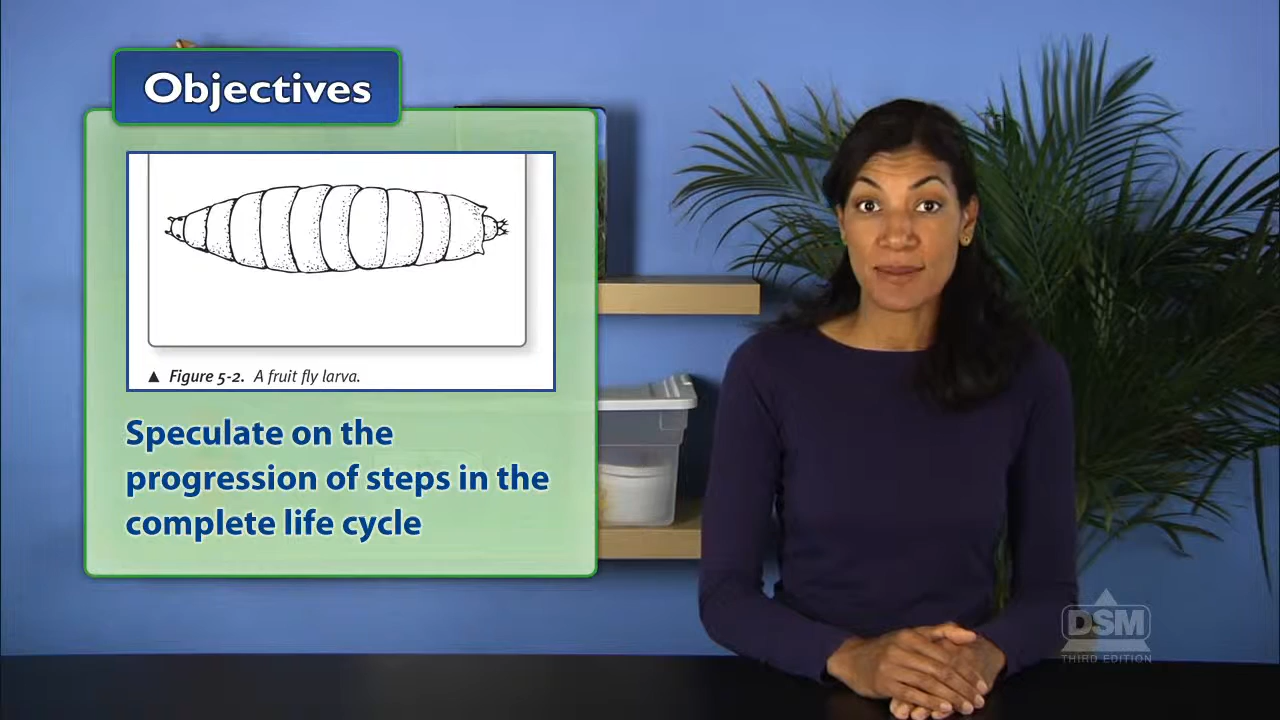 Objectives
▲ Figure 5-2. A fruit fly larva.
Speculate on the
progression of steps in the
complete life cycle
DSM
THIRD EDITION